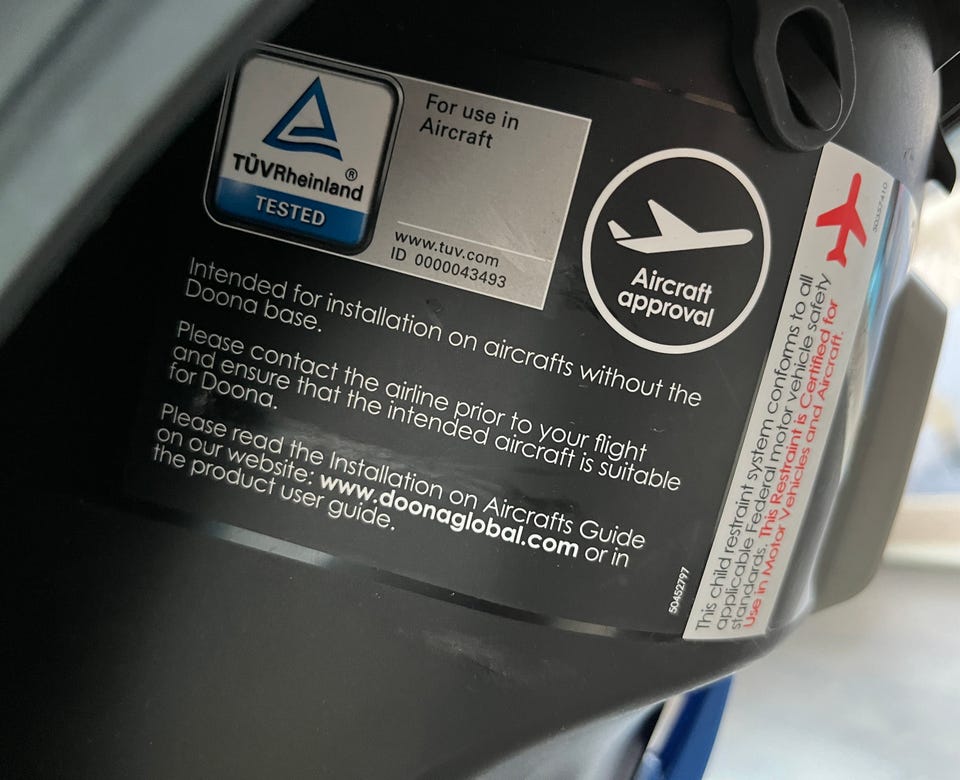 TÜVRheinland®
TESTED
For use in
Aircraft
www.tuv.com
ID 0000043493
Aircraft
approval
Intended for installation on aircrafts without the
Doona base.
Please contact the airline prior to your flight
and ensure that the intended aircraft is suitable
for Doona.
Please read the Installation on Aircrafts Guide
on our website: www.doonaglobal.com or in
the product user guide.
50452797
This child restraint system conforms to all
applicable Federal motor vehicle safety
standards. This Restraint is Certified for
Use in Motor Vehicles and Aircraft.